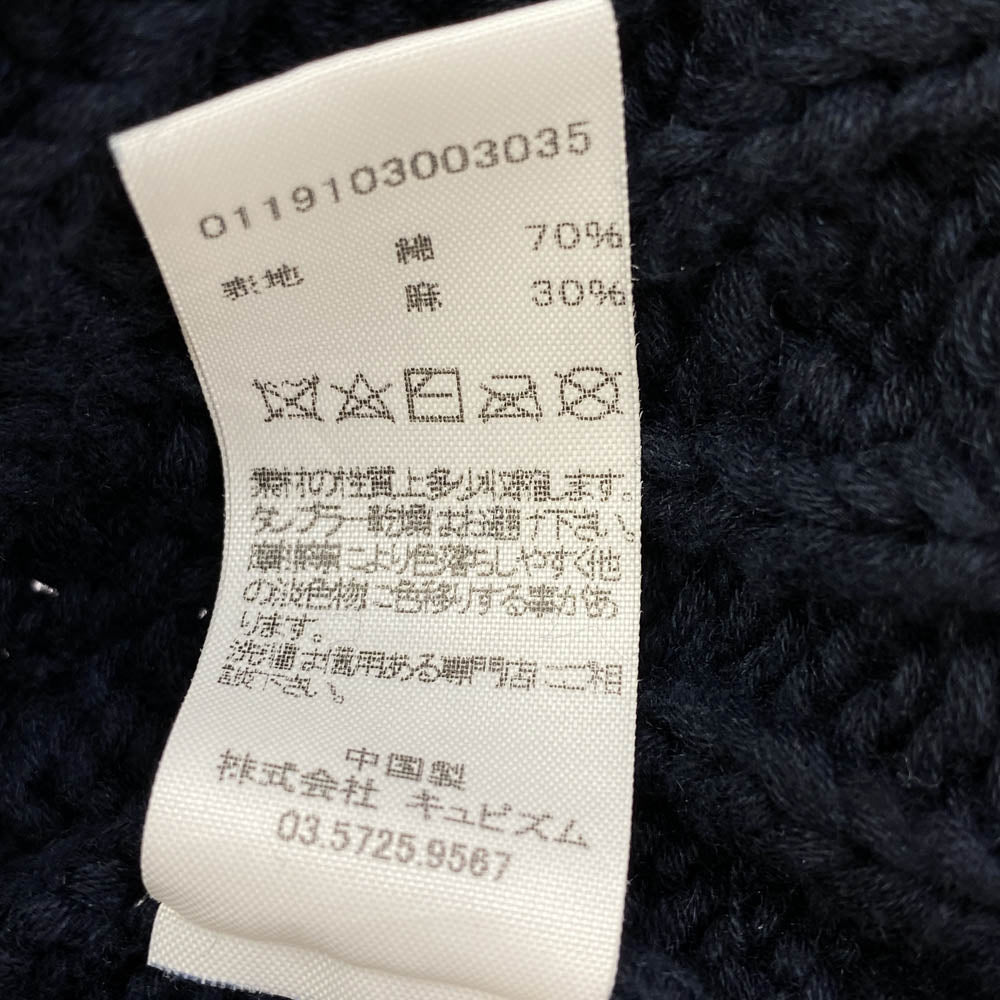 0119103003035
表地 綿 70%
麻 30%
素材の性質上多少収縮します。
タンブラー乾燥はお避け下さい。
摩擦等により色落ちしやすく他
の淡色物に色移りする事があ
ります。
洗濯は信用ある専門店にご相
談下さい。
中国製
株式会社 キュビズム
03.5725.9567